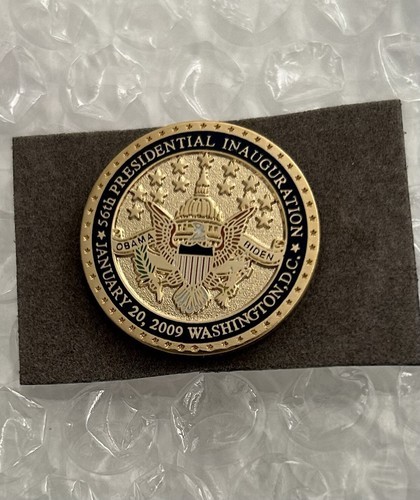 56th PRESIDENTIAL INAUGURATION
OBAMA BIDEN
JANUARY 20, 2009 WASHINGTON, D.C.